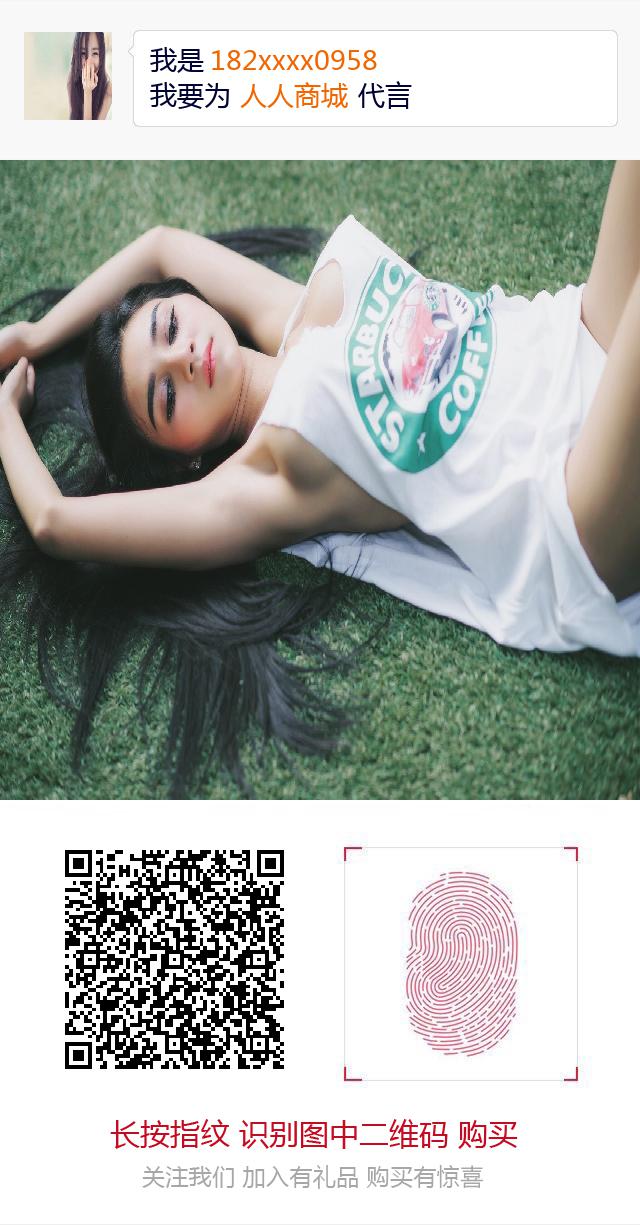 我是 182xxxx0958
我要为 人人商城 代言
STARBUC
COFF
长按指纹 识别图中二维码 购买
关注我们 加入有礼品 购买有惊喜